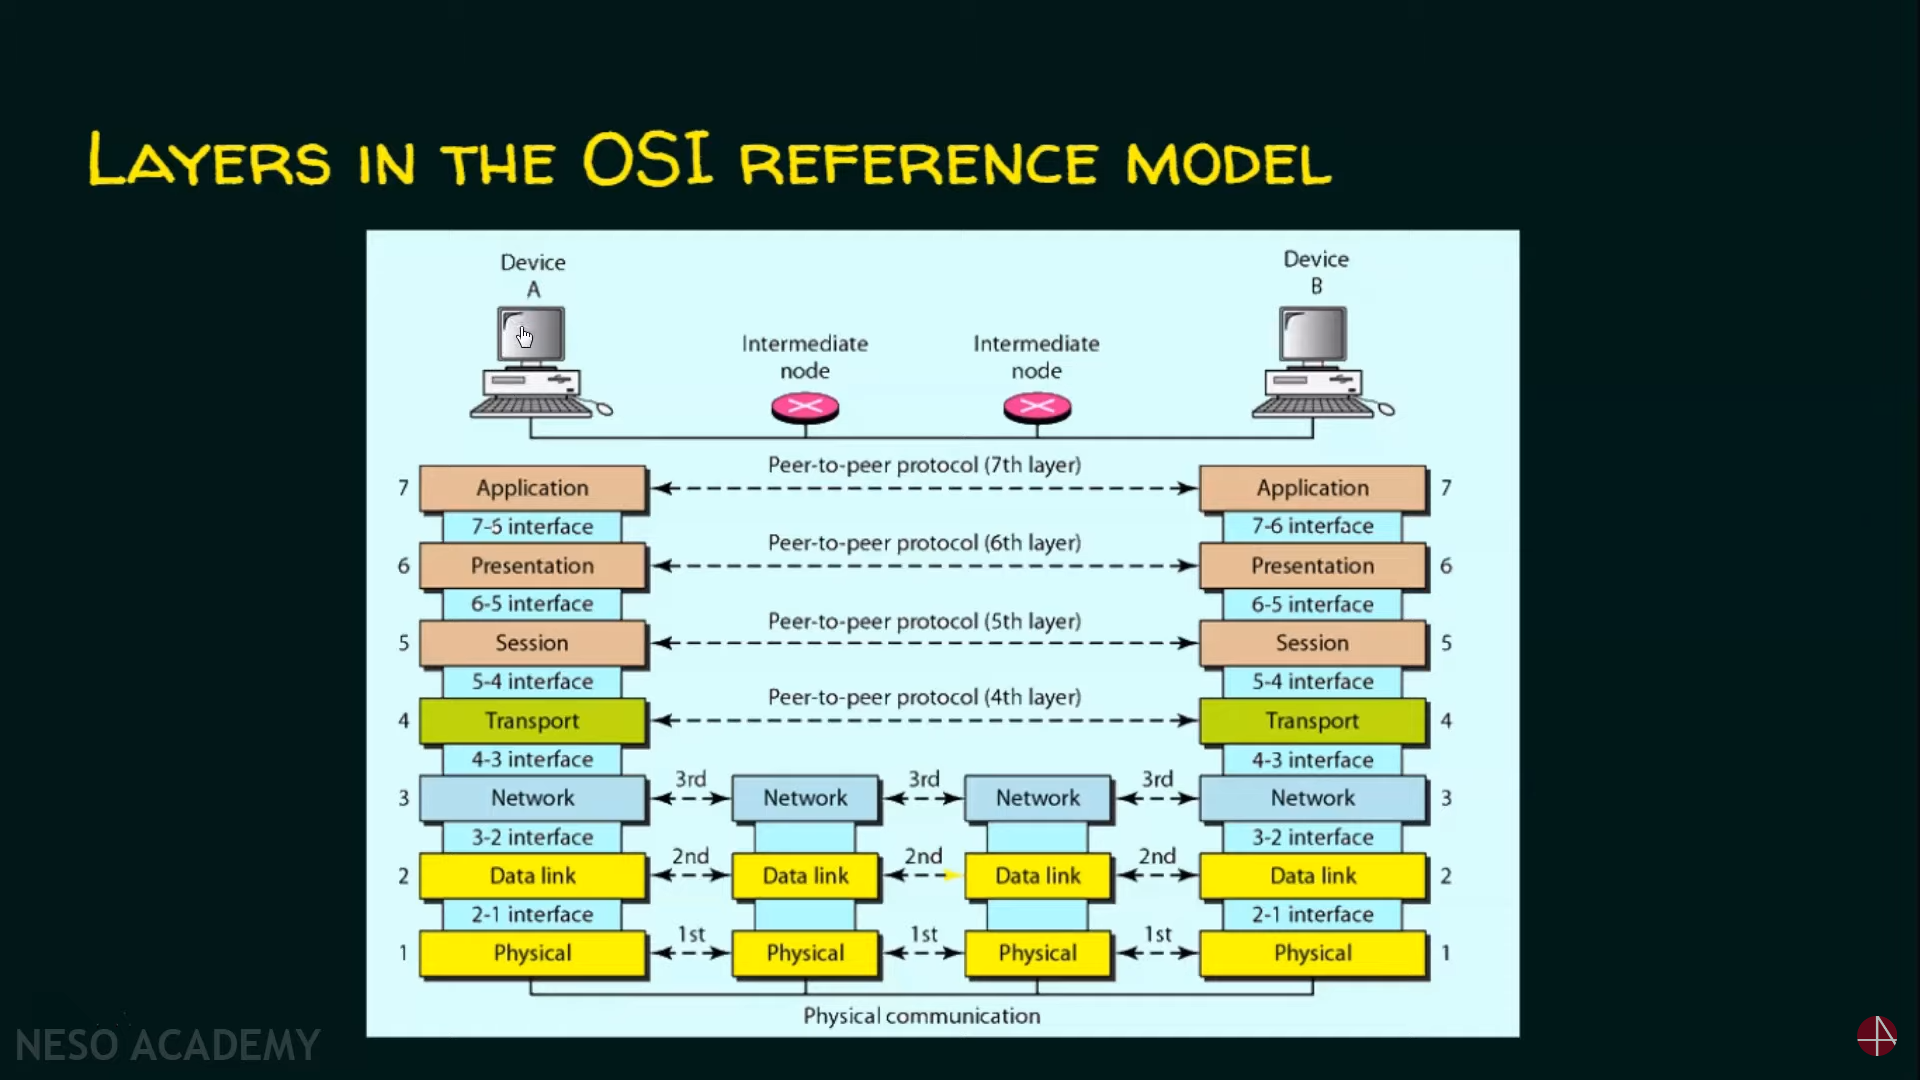 LAYERS IN THE OSI REFERENCE MODEL
Device
A
Device
B
Intermediate
node
Intermediate
node
Peer-to-peer protocol (7th layer)
7 Application Application 7
7-6 interface 7-6 interface
Peer-to-peer protocol (6th layer)
6 Presentation Presentation 6
6-5 interface 6-5 interface
Peer-to-peer protocol (5th layer)
5 Session Session 5
5-4 interface 5-4 interface
Peer-to-peer protocol (4th layer)
4 Transport Transport 4
4-3 interface 4-3 interface
3rd 3rd 3rd
3 Network Network Network Network 3
3-2 interface 3-2 interface
2nd 2nd 2nd
2 Data link Data link Data link Data link 2
2-1 interface 2-1 interface
1st 1st 1st
1 Physical Physical Physical Physical 1
Physical communication
NESO ACADEMY